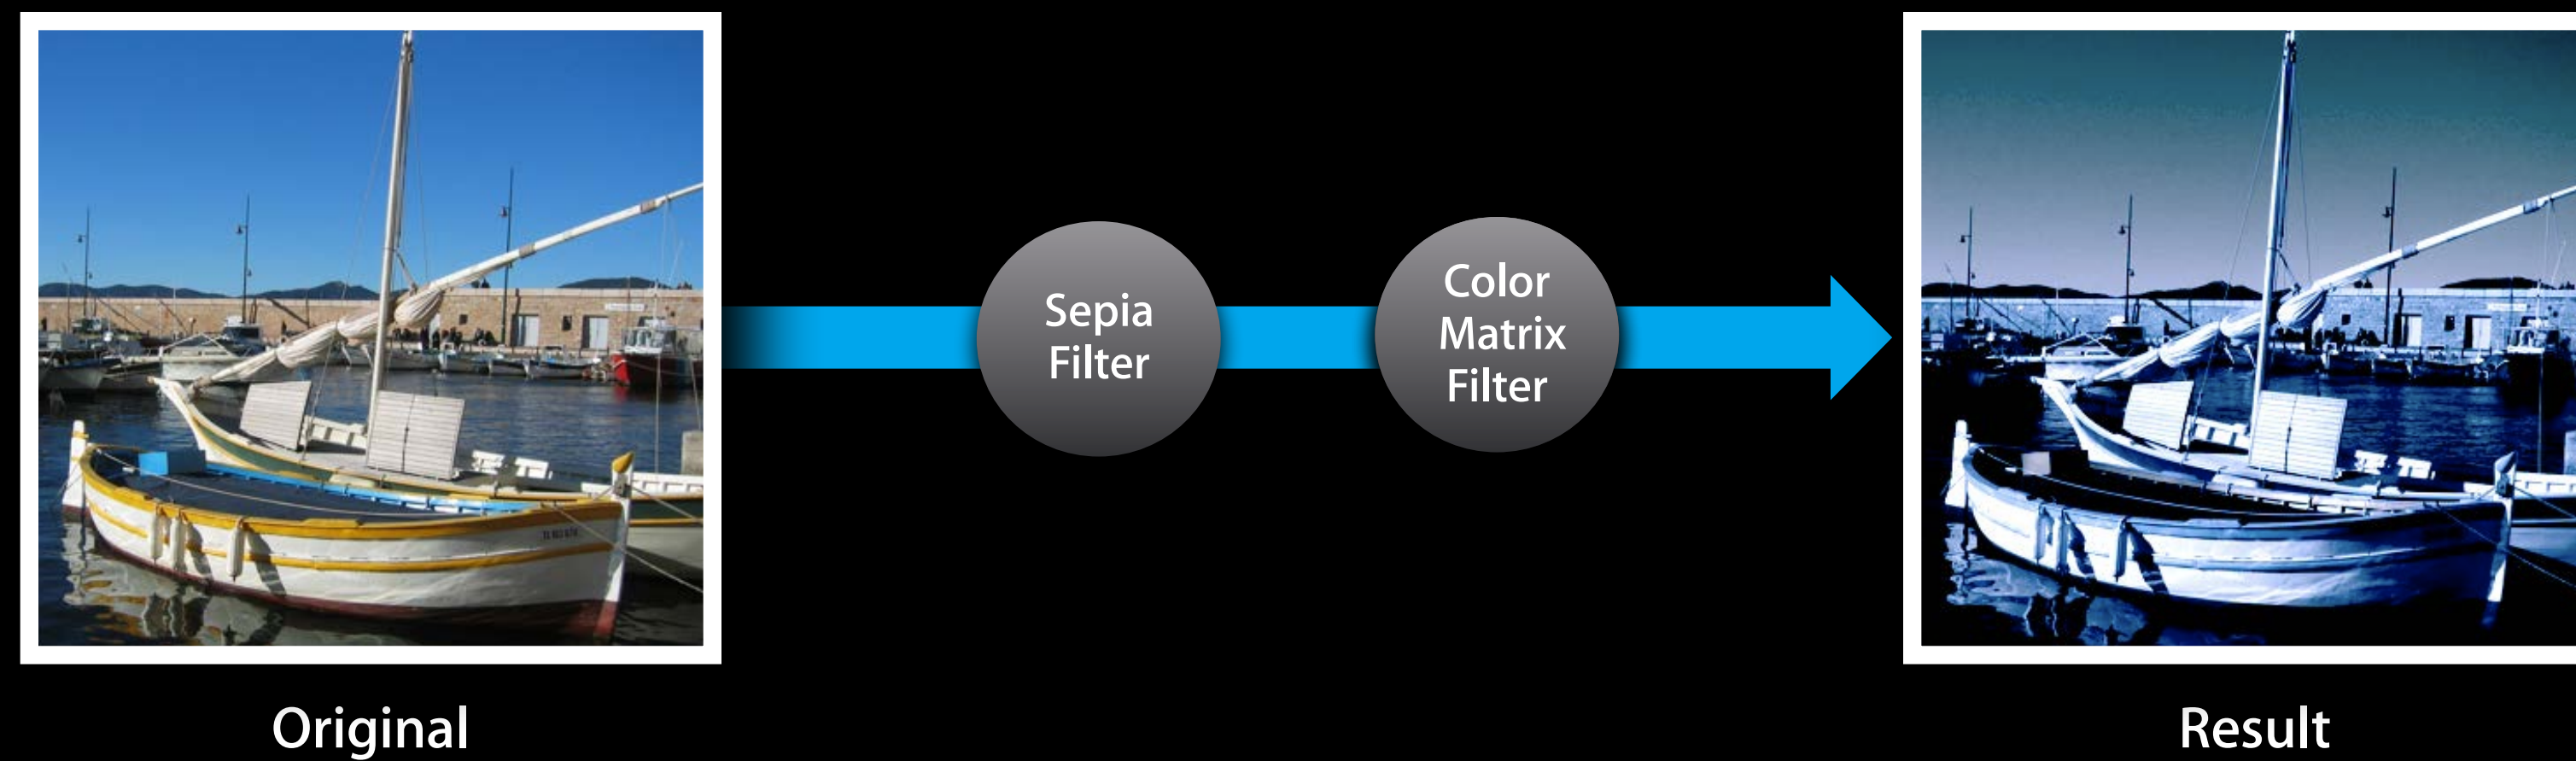 Sepia
Filter
Color
Matrix
Filter
Original
Result